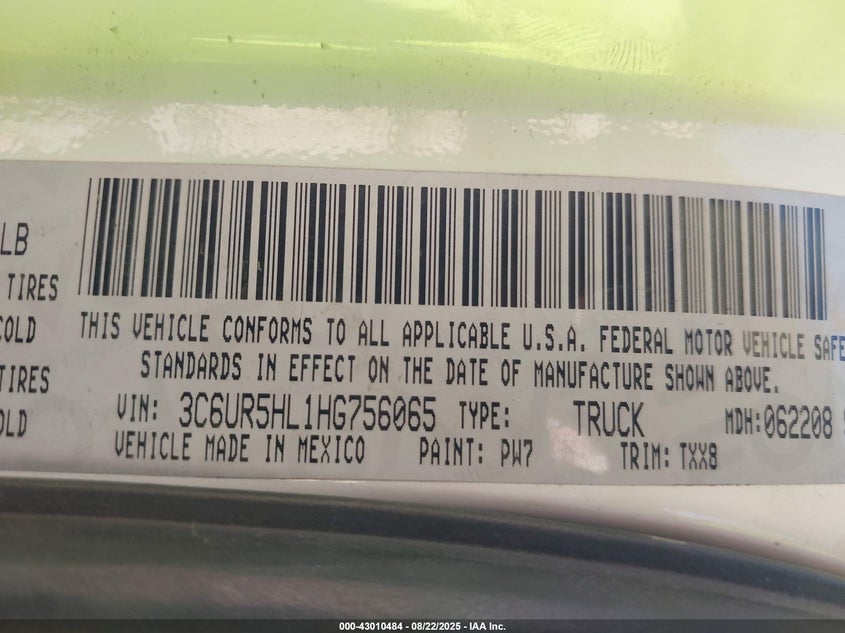 LB
TIRES
COLD
TIRES
OLD
THIS VEHICLE CONFORMS TO ALL APPLICABLE U.S.A. FEDERAL MOTOR VEHICLE SAFE
STANDARDS IN EFFECT ON THE DATE OF MANUFACTURE SHOWN ABOVE.
VIN: 3C6UR5HL1HG756065 TYPE: TRUCK MDH:062208
VEHICLE MADE IN MEXICO PAINT: PW7 TRIM: TXX8
000-43010484 - 08/22/2025 - IAA Inc.